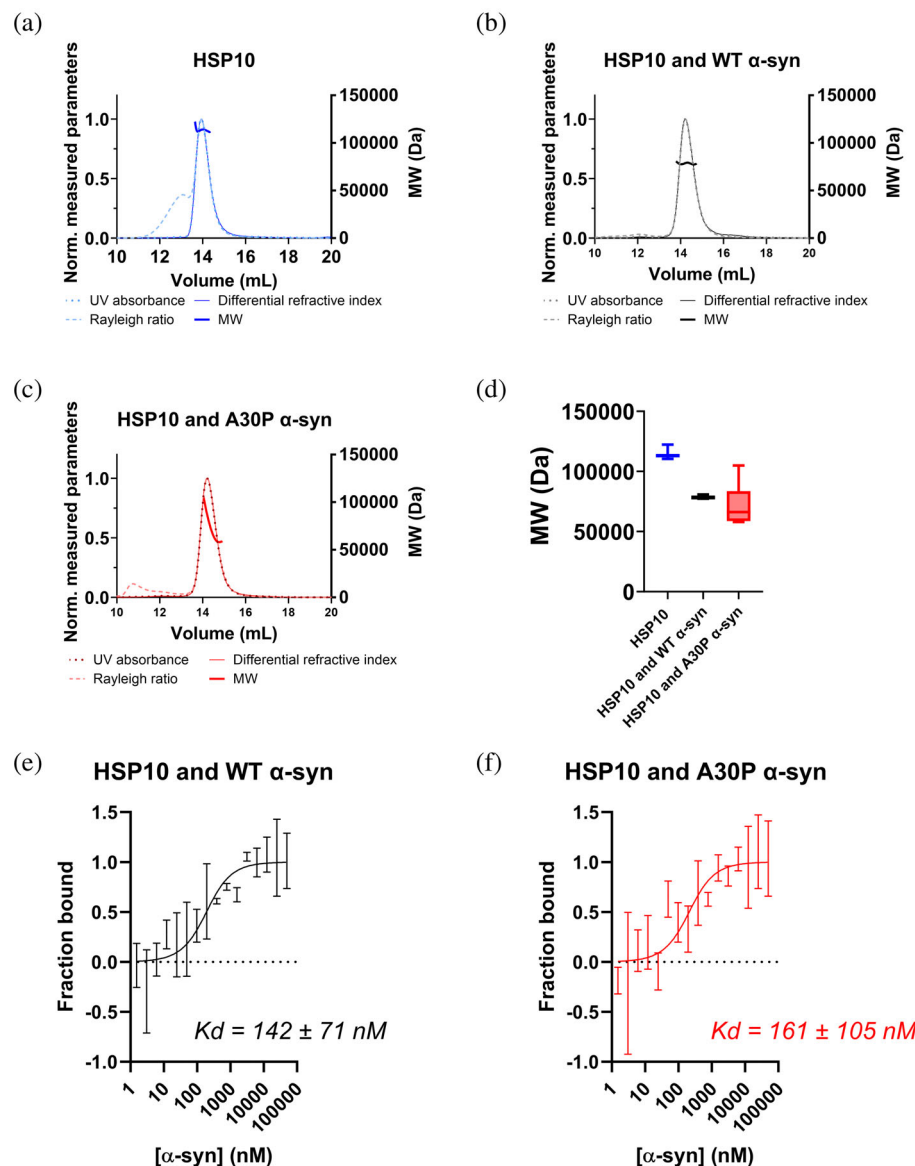 (a)
HSP10
Norm. measured parameters
1.0
0.5
0.0
150000
100000
50000
0
MW (Da)
10 12 14 16 18 20
Volume (mL)
UV absorbance Differential refractive index
Rayleigh ratio MW
(b)
HSP10 and WT α-syn
Norm. measured parameters
1.0
0.5
0.0
150000
100000
50000
0
MW (Da)
10 12 14 16 18 20
Volume (mL)
UV absorbance Differential refractive index
Rayleigh ratio MW
(c)
HSP10 and A30P α-syn
Norm. measured parameters
1.0
0.5
0.0
150000
100000
50000
0
MW (Da)
10 12 14 16 18 20
Volume (mL)
UV absorbance Differential refractive index
Rayleigh ratio MW
(d)
MW (Da)
150000
100000
50000
0
HSP10
HSP10 and WT α-syn
HSP10 and A30P α-syn
(e)
HSP10 and WT α-syn
Fraction bound
1.5
1.0
0.5
0.0
-0.5
-1.0
Kd = 142 ± 71 nM
1 10 100 1000 10000 100000
[α-syn] (nM)
(f)
HSP10 and A30P α-syn
Fraction bound
1.5
1.0
0.5
0.0
-0.5
-1.0
Kd = 161 ± 105 nM
1 10 100 1000 10000 100000
[α-syn] (nM)